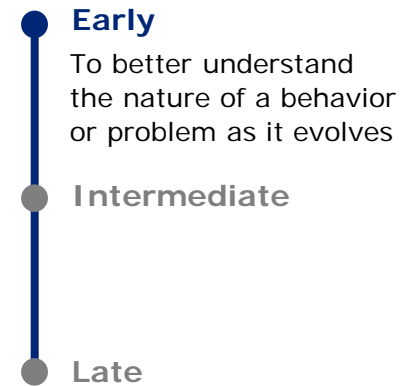 Early
To better understand
the nature of a behavior
or problem as it evolves
Intermediate
Late